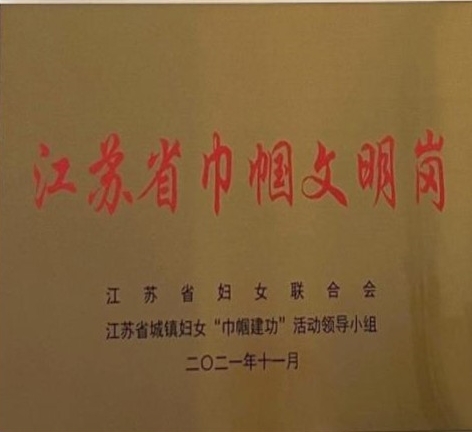 江苏省巾帼文明岗
江苏省妇女联合会
江苏省城镇妇女“巾帼建功”活动领导小组
二〇二一年十一月